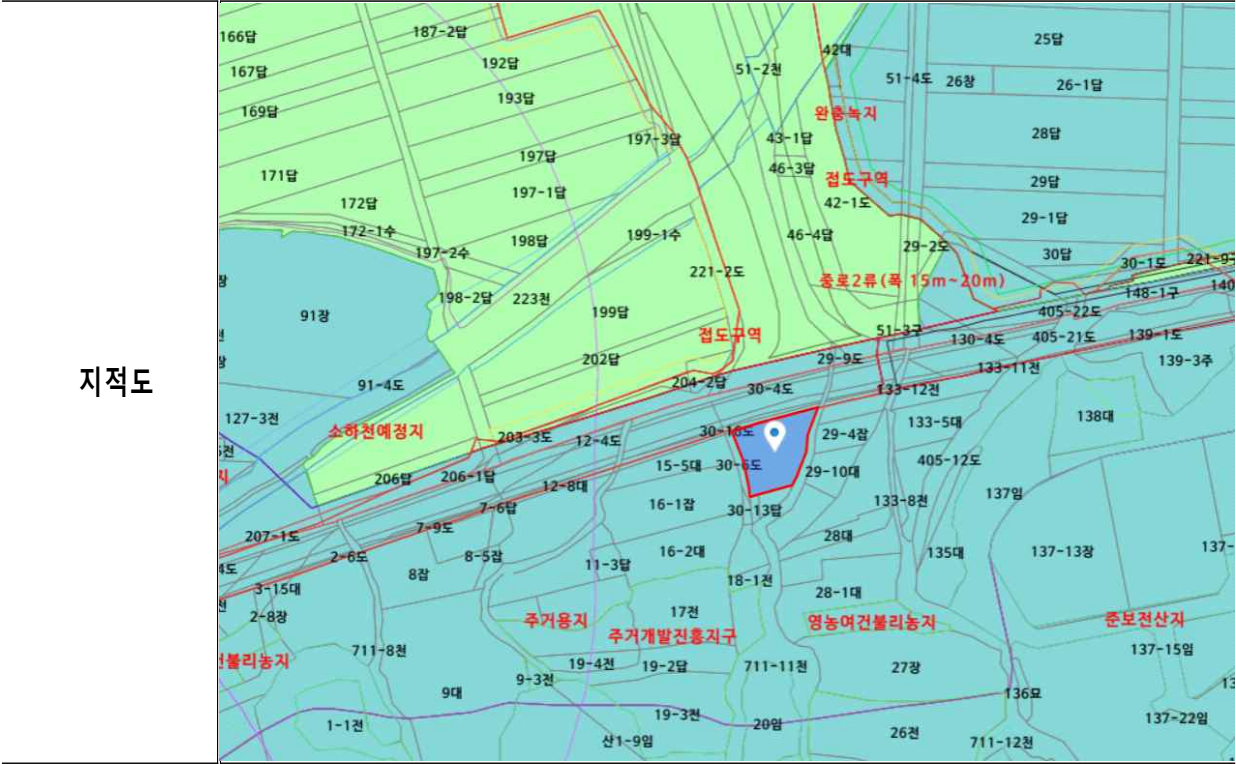 지적도
166답
187-2답
192답
167답
193답
169답
197답
197-3답
171답
197-1답
172답
172-1수
197-2수
198답
199-1수
198-2답
223천
199답
221-2도
91장
202답
91-4도
127-3전
소하천예정지
203-3도
204-2답
206답
206-1답
207-1도
접도구역
51-2천
42대
51-4도
26창
25답
26-1답
완충녹지
43-1답
28답
46-3답
접도구역
29답
42-1도
29-1답
46-4답
29-2도
30답
30-1도
중로2류(폭 15m~20m)
148-1구
405-22도
51-3구
130-4도
405-21도
139-1도
29-9도
133-11전
139-3주
30-4도
133-12전
12-4도
29-4잡
133-5대
138대
15-5대
30-6도
29-10대
405-12도
12-8대
16-1잡
30-13답
133-8전
137임
7-6답
7-9도
28대
2-6도
8-5잡
8잡
11-3답
16-2대
135대
137-13장
3-15대
18-1전
28-1대
2-8장
17전
주거용지
주거개발진흥지구
영농여건불리농지
준보전산지
711-8천
137-15임
19-4전
19-2답
711-11천
27장
9-3전
9대
136묘
1-1전
19-3전
20임
26전
137-22임
산1-9임
711-12천